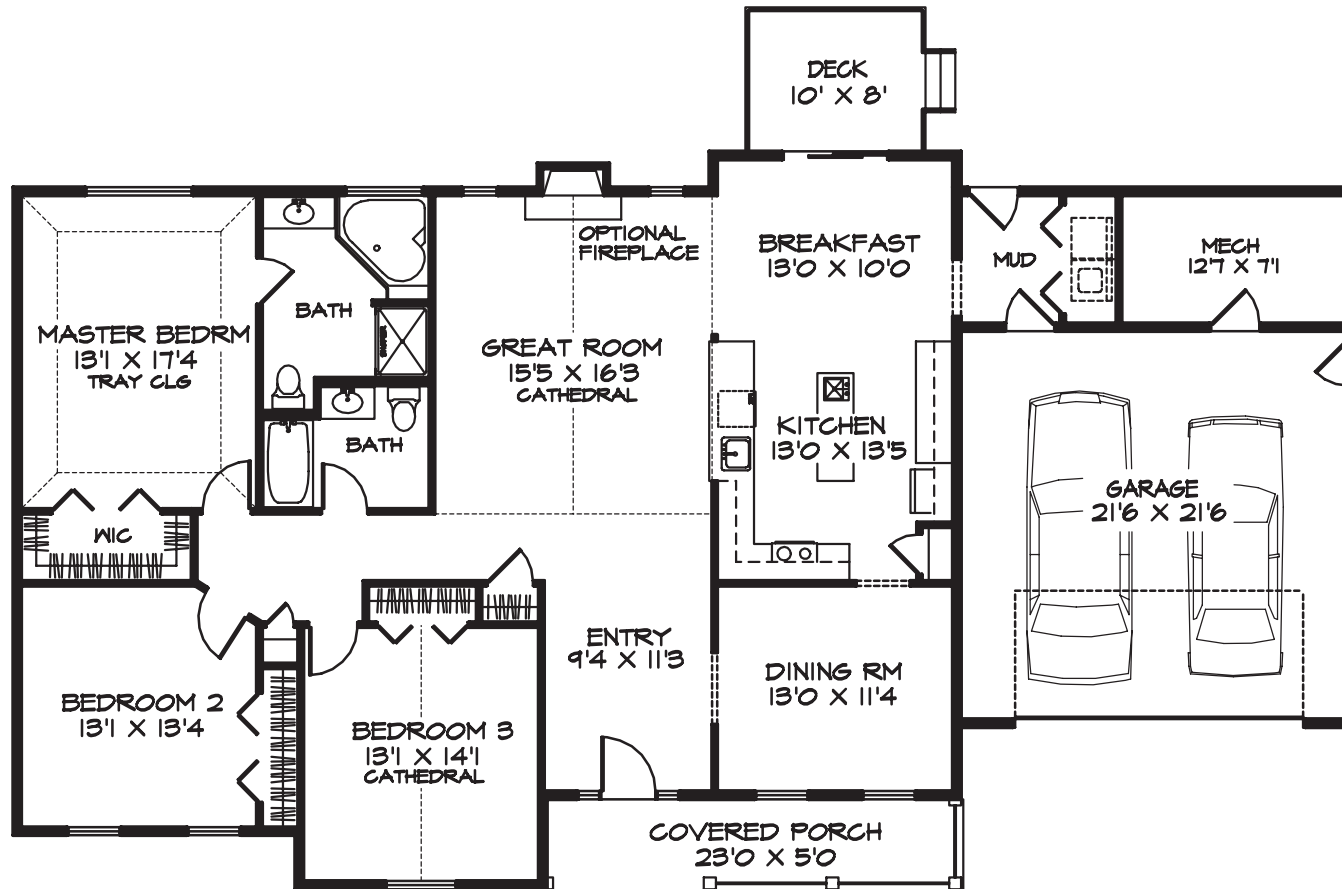 DECK
10' X 8'
OPTIONAL
FIREPLACE
BREAKFAST
13'0 X 10'0
MUD
MECH
12'7 X 7'1
BATH
MASTER BEDRM
13'1 X 17'4
TRAY CLG
SHOWER
GREAT ROOM
15'5 X 16'3
CATHEDRAL
KITCHEN
13'0 X 13'5
BATH
GARAGE
21'6 X 21'6
WIC
ENTRY
9'4 X 11'3
DINING RM
13'0 X 11'4
BEDROOM 2
13'1 X 13'4
BEDROOM 3
13'1 X 14'1
CATHEDRAL
COVERED PORCH
23'0 X 5'0